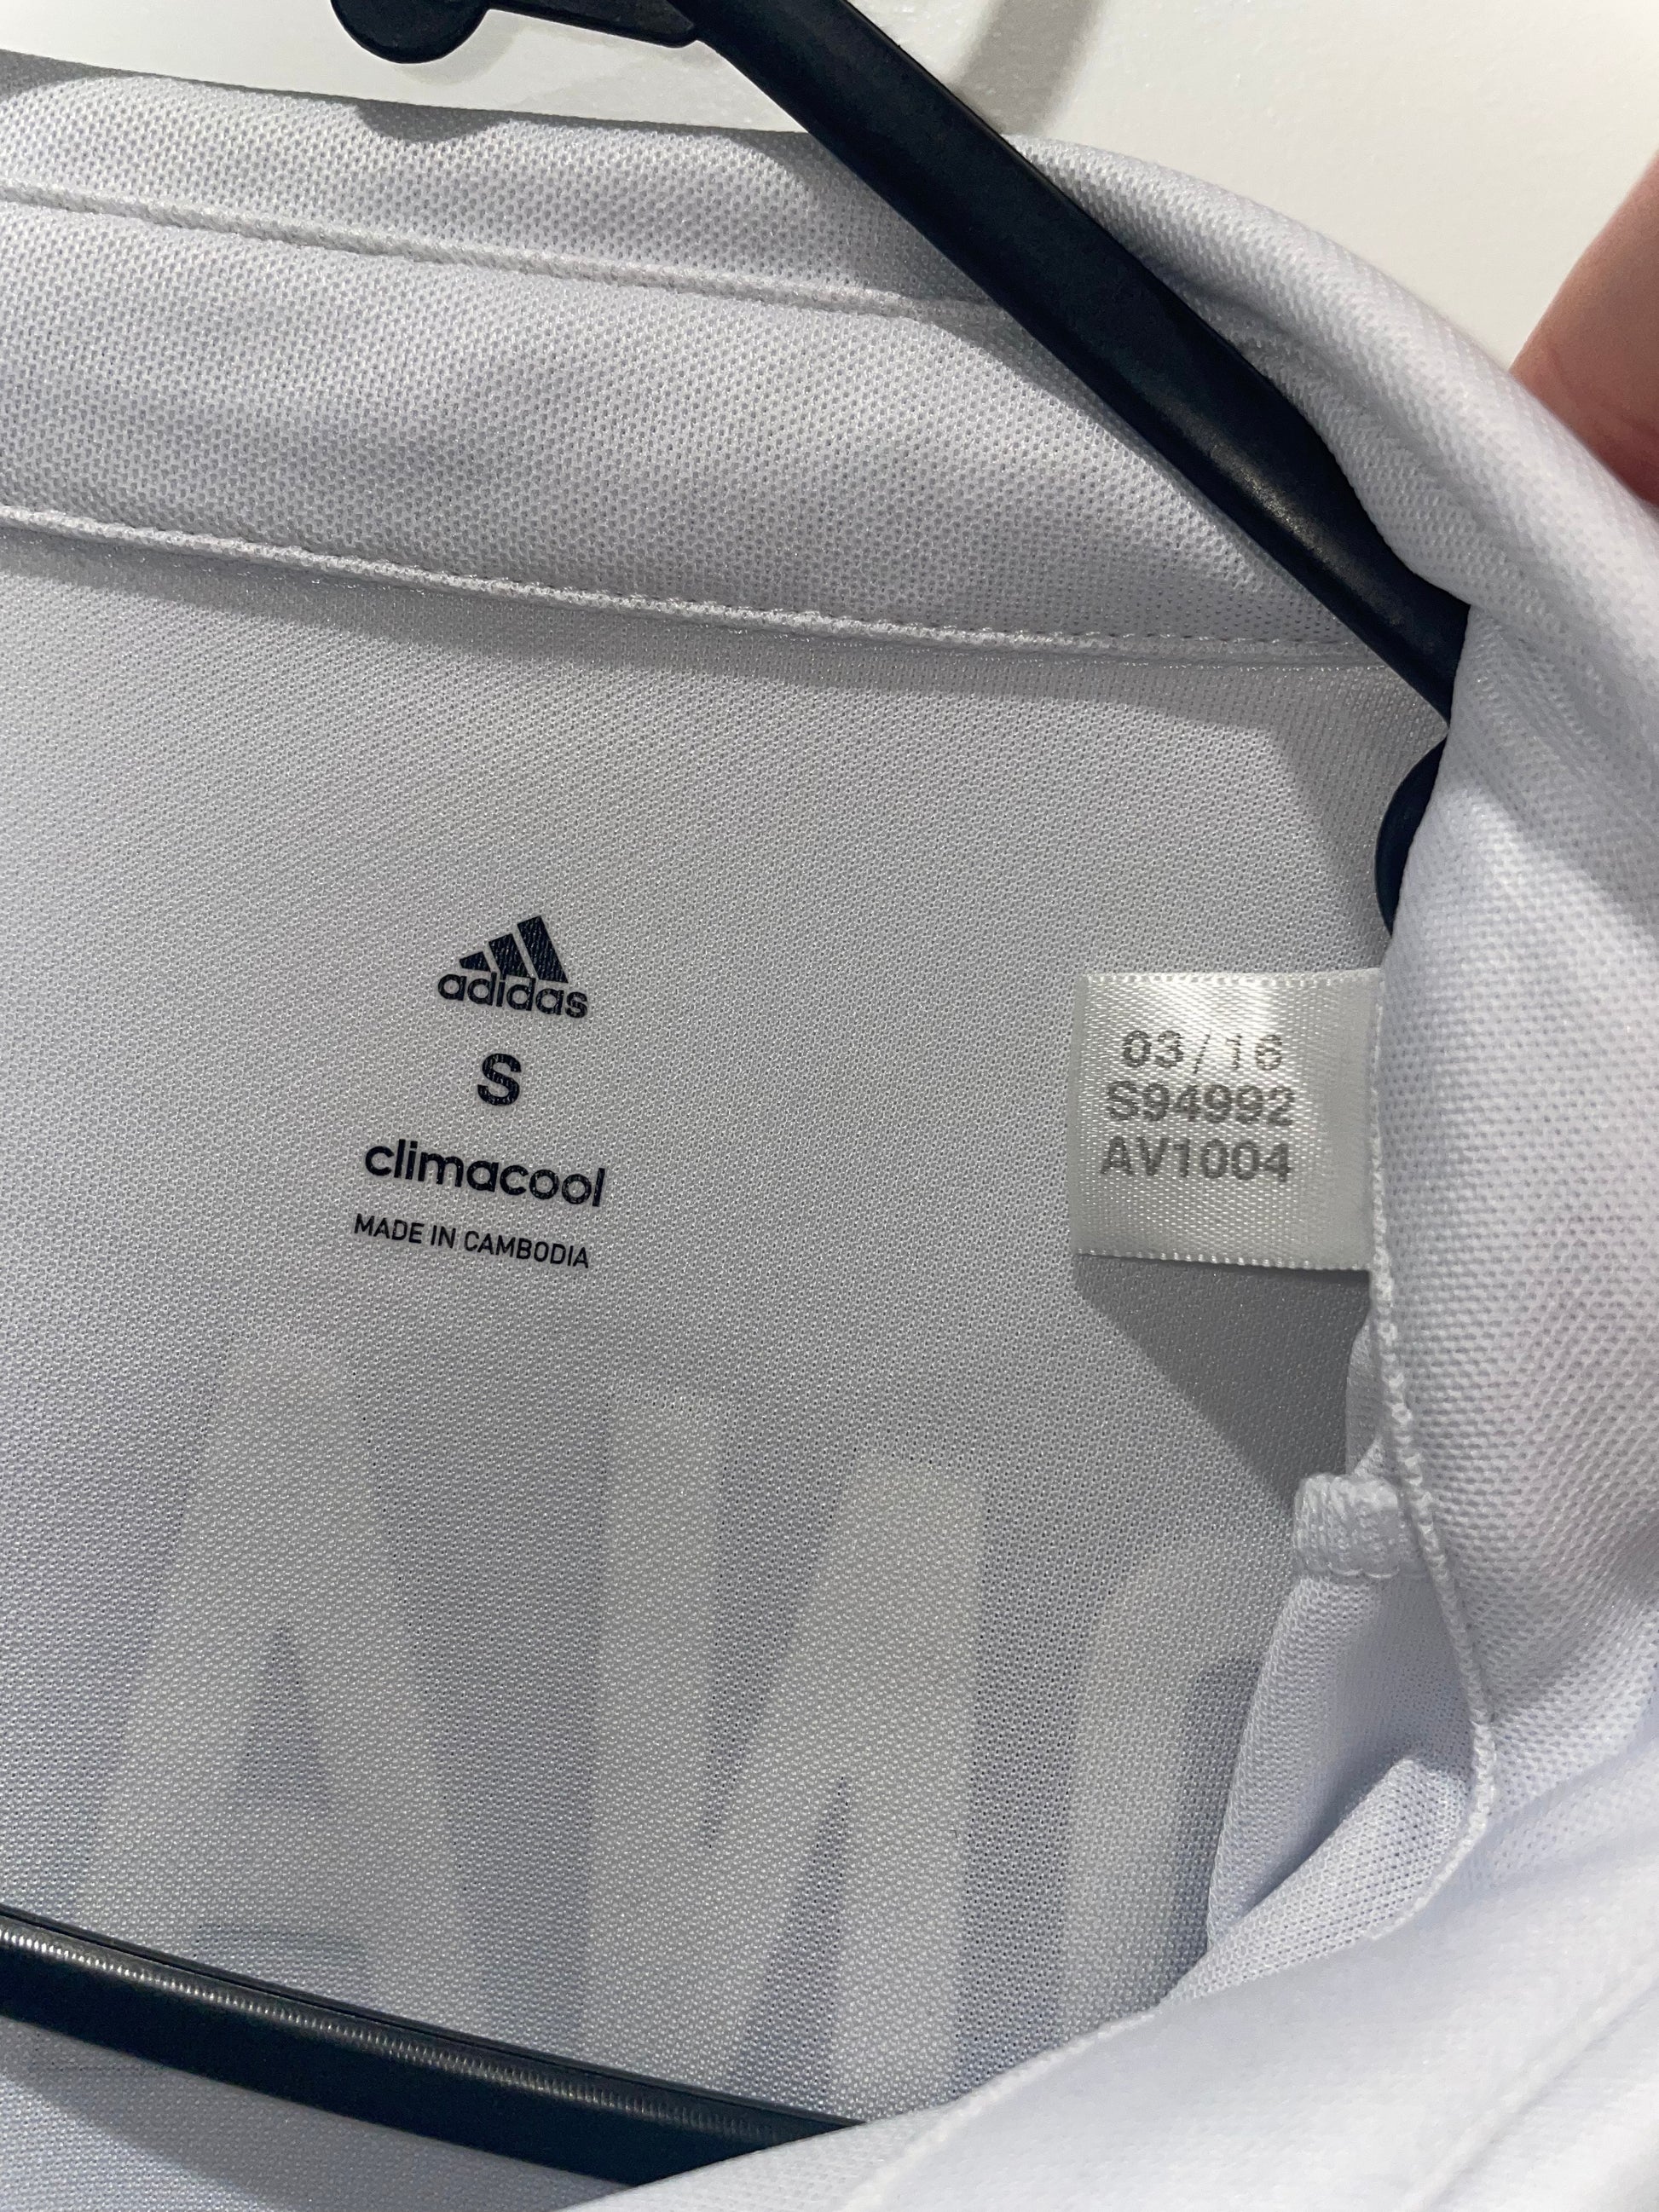 adidas
S
climacool
MADE IN CAMBODIA
03/16
S94992
AV1004